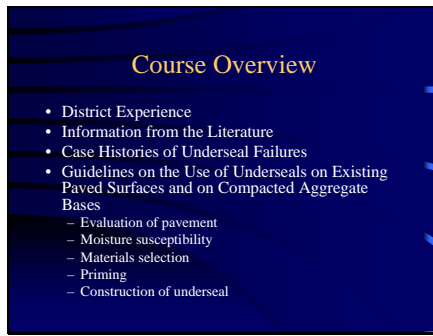 Course Overview
• District Experience
• Information from the Literature
• Case Histories of Underseal Failures
• Guidelines on the Use of Underseals on Existing
Paved Surfaces and on Compacted Aggregate
Bases
– Evaluation of pavement
– Moisture susceptibility
– Materials selection
– Priming
– Construction of underseal